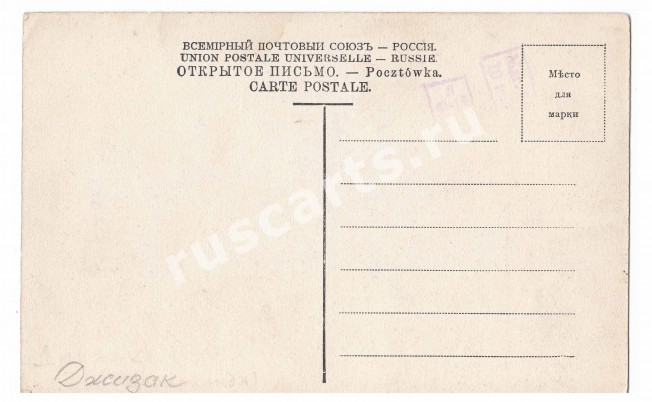 ВСЕМІРНЫЙ ПОЧТОВЫЙ СОЮЗЪ — РОССІЯ.
UNION POSTALE UNIVERSELLE — RUSSIE.
ОТКРЫТОЕ ПИСЬМО. — Pocztówka.
CARTE POSTALE.
Мѣсто
для
марки
ruscarts.ru
Джизак